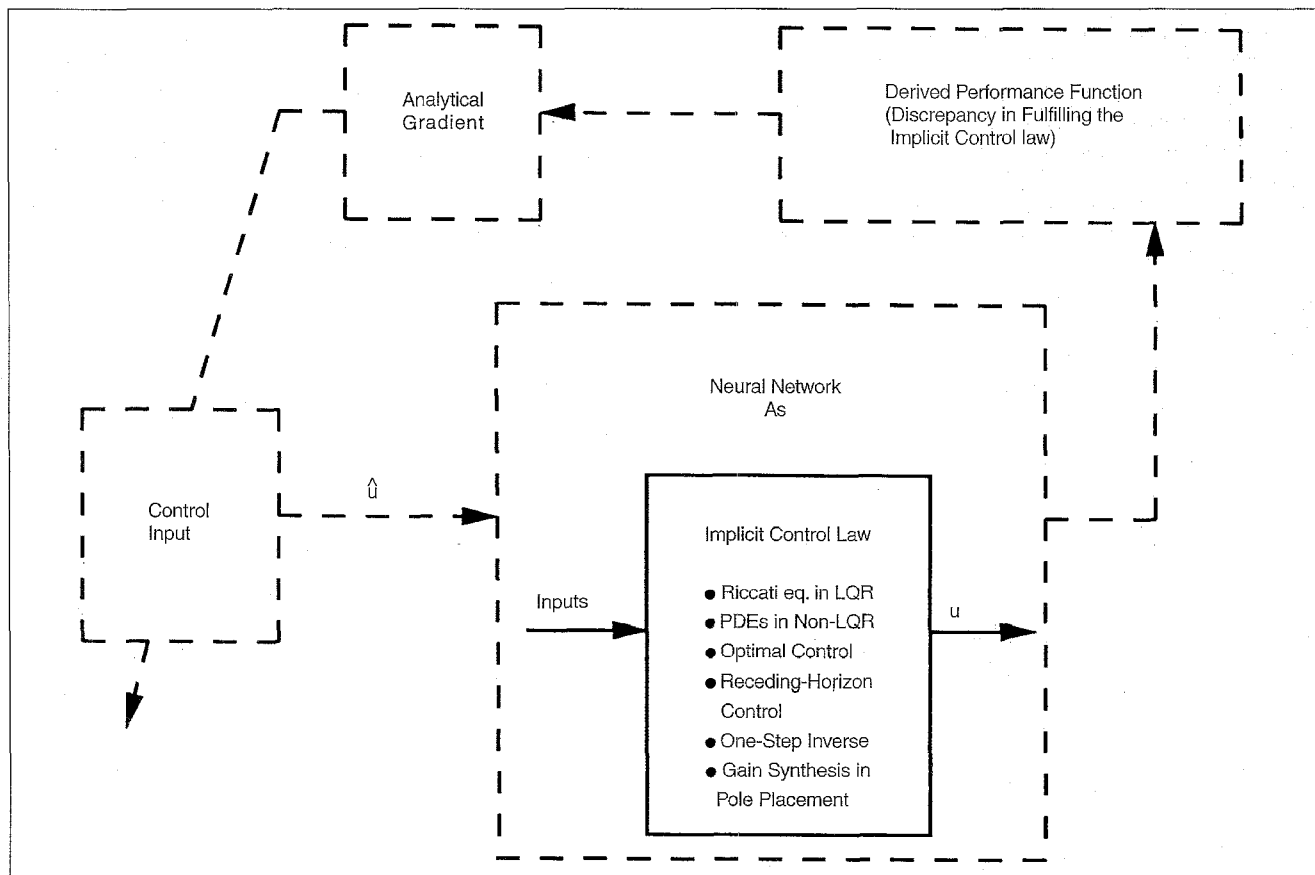 Analytical
Gradient
Derived Performance Function
(Discrepancy in Fulfilling the
Implicit Control law)
Neural Network
As
Control
Input
û
Implicit Control Law
Inputs
● Riccati eq. in LQR
● PDEs in Non-LQR
● Optimal Control
● Receding-Horizon
Control
● One-Step Inverse
● Gain Synthesis in
Pole Placement
u